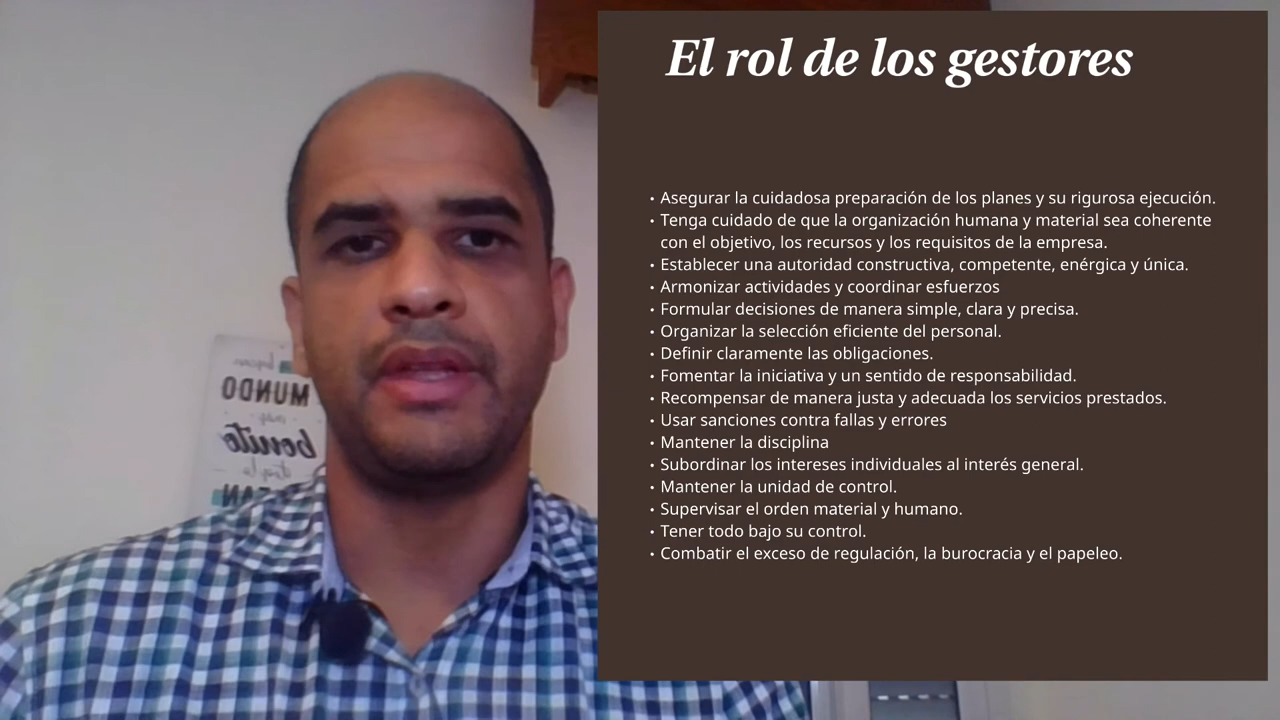 El rol de los gestores
• Asegurar la cuidadosa preparación de los planes y su rigurosa ejecución.
• Tenga cuidado de que la organización humana y material sea coherente
con el objetivo, los recursos y los requisitos de la empresa.
• Establecer una autoridad constructiva, competente, enérgica y única.
• Armonizar actividades y coordinar esfuerzos
• Formular decisiones de manera simple, clara y precisa.
• Organizar la selección eficiente del personal.
• Definir claramente las obligaciones.
• Fomentar la iniciativa y un sentido de responsabilidad.
• Recompensar de manera justa y adecuada los servicios prestados.
• Usar sanciones contra fallas y errores
• Mantener la disciplina
• Subordinar los intereses individuales al interés general.
• Mantener la unidad de control.
• Supervisar el orden material y humano.
• Tener todo bajo su control.
• Combatir el exceso de regulación, la burocracia y el papeleo.
MUNDO
bonito